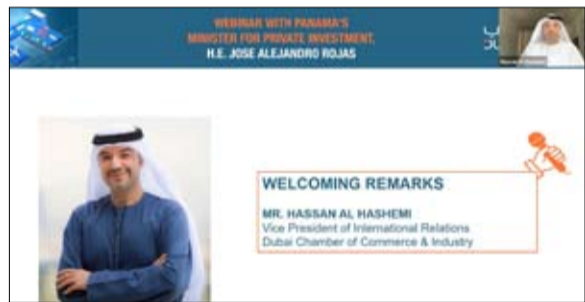 WEBINAR WITH PANAMA'S
MINISTER FOR PRIVATE INVESTMENT,
H.E. JOSE ALEJANDRO ROJAS
WELCOMING REMARKS
MR. HASSAN AL HASHEMI
Vice President of International Relations
Dubai Chamber of Commerce & Industry